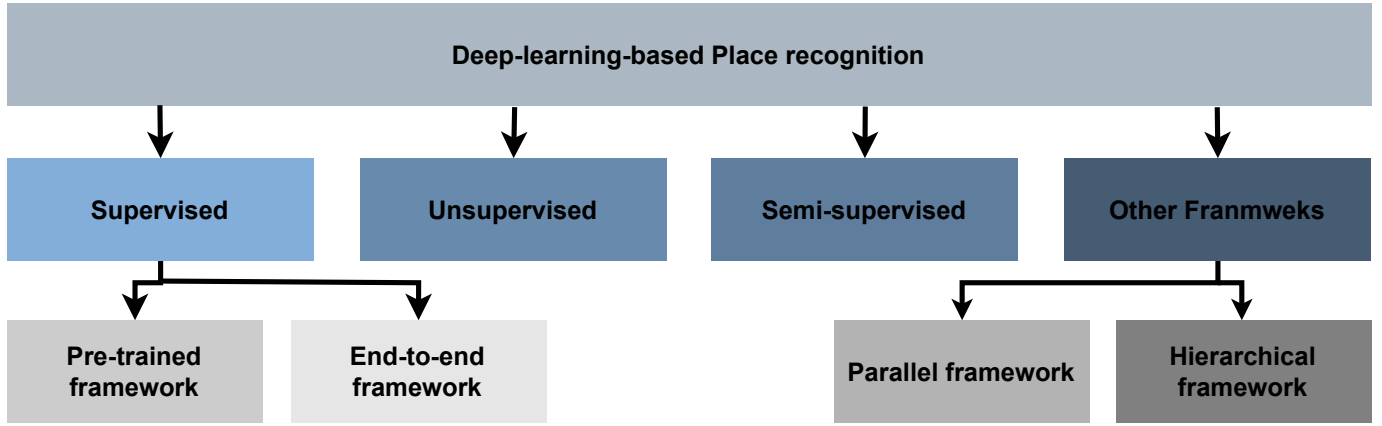 Deep-learning-based Place recognition
Supervised
Unsupervised
Semi-supervised
Other Franmweks
Pre-trained
framework
End-to-end
framework
Parallel framework
Hierarchical
framework